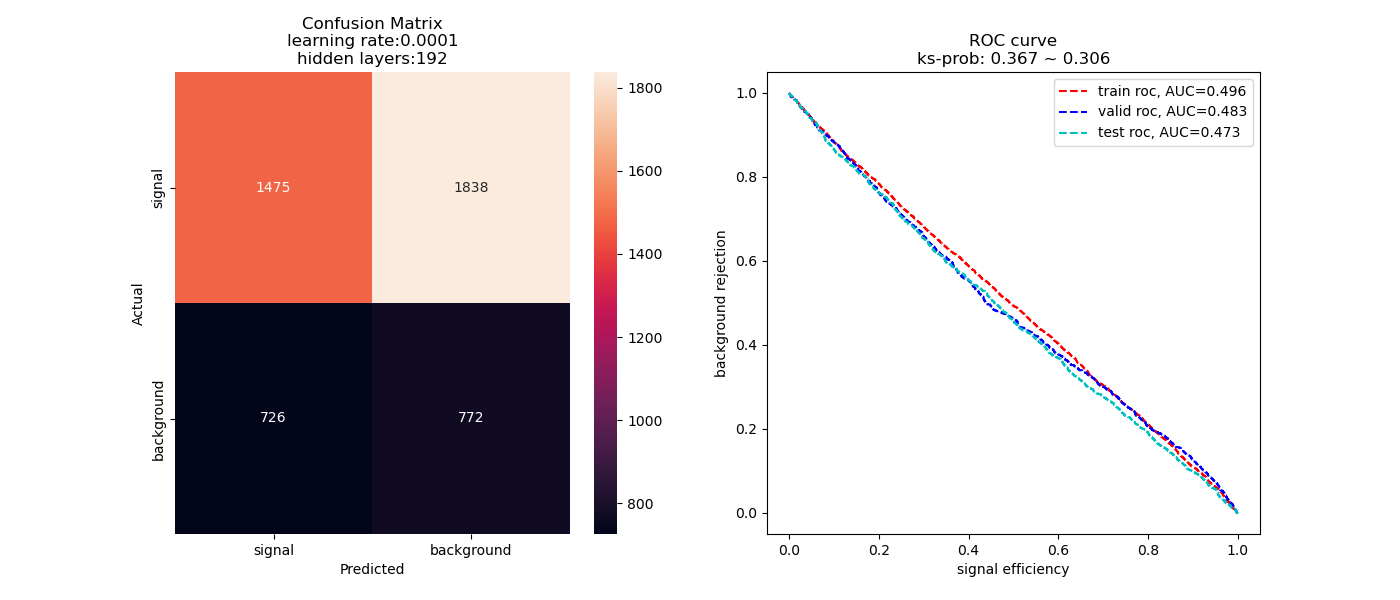 Confusion Matrix
learning rate:0.0001
hidden layers:192
signal
background
Actual
1475
1838
726
772
signal
background
Predicted
1800
1600
1400
1200
1000
800
ROC curve
ks-prob: 0.367 ~ 0.306
train roc, AUC=0.496
valid roc, AUC=0.483
test roc, AUC=0.473
background rejection
1.0
0.8
0.6
0.4
0.2
0.0
0.0
0.2
0.4
0.6
0.8
1.0
signal efficiency